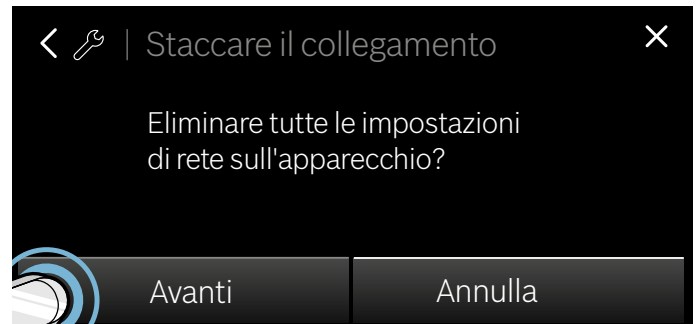 Staccare il collegamento
Eliminare tutte le impostazioni
di rete sull'apparecchio?
Avanti
Annulla